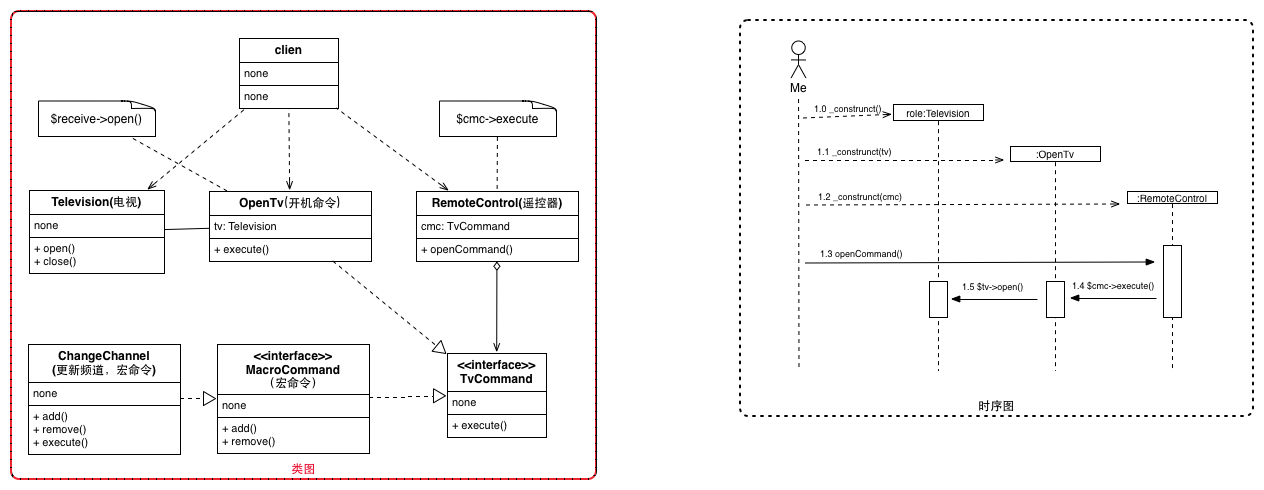 clien
none
none
$receive->open()
$cmc->execute
Television(电视)
none
+ open()
+ close()
OpenTv(开机命令)
tv: Television
+ execute()
RemoteControl(遥控器)
cmc: TvCommand
+ openCommand()
ChangeChannel
(更新频道，宏命令)
none
+ add()
+ remove()
+ execute()
<<interface>>
MacroCommand
(宏命令)
none
+ add()
+ remove()
<<interface>>
TvCommand
none
+ execute()
类图
Me
1.0 _construnct()
role:Television
1.1 _construnct(tv)
:OpenTv
1.2 _construnct(cmc)
:RemoteControl
1.3 openCommand()
1.5 $tv->open()
1.4 $cmc->execute()
时序图